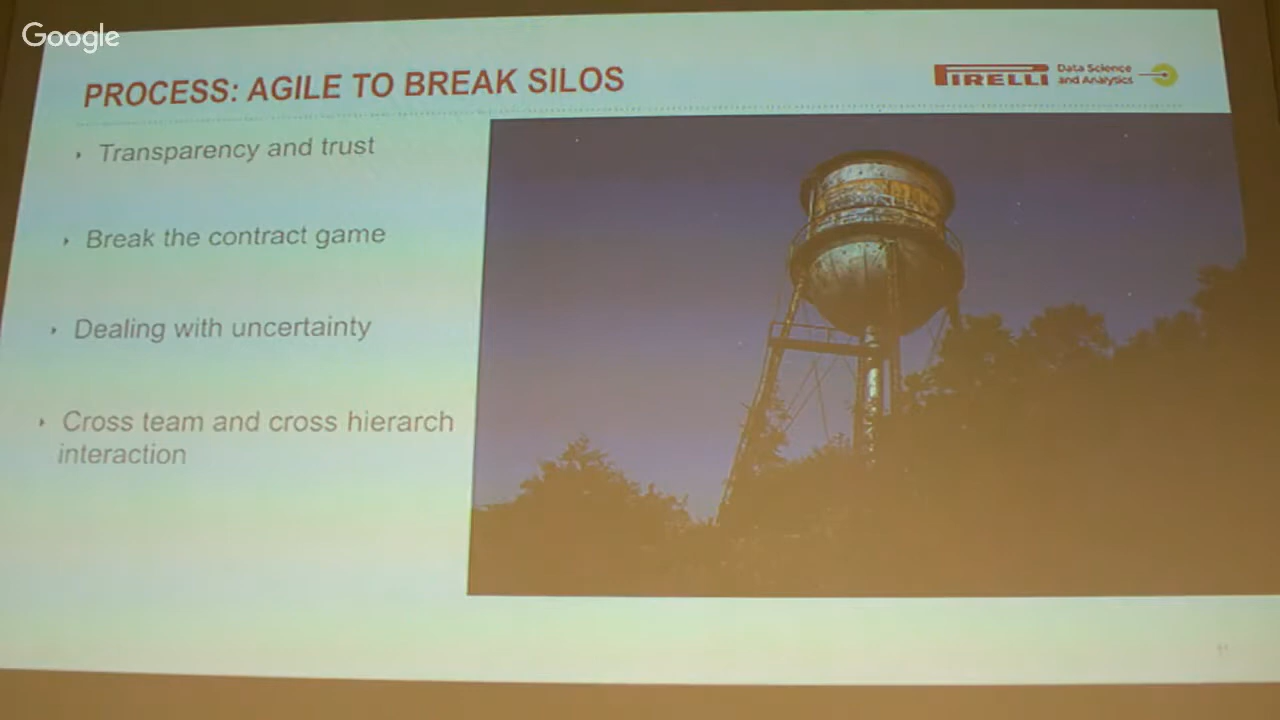 Google
PROCESS: AGILE TO BREAK SILOS
PIRELLI
Data Science
and Analytics
Transparency and trust
Break the contract game
Dealing with uncertainty
Cross team and cross hierarch
interaction